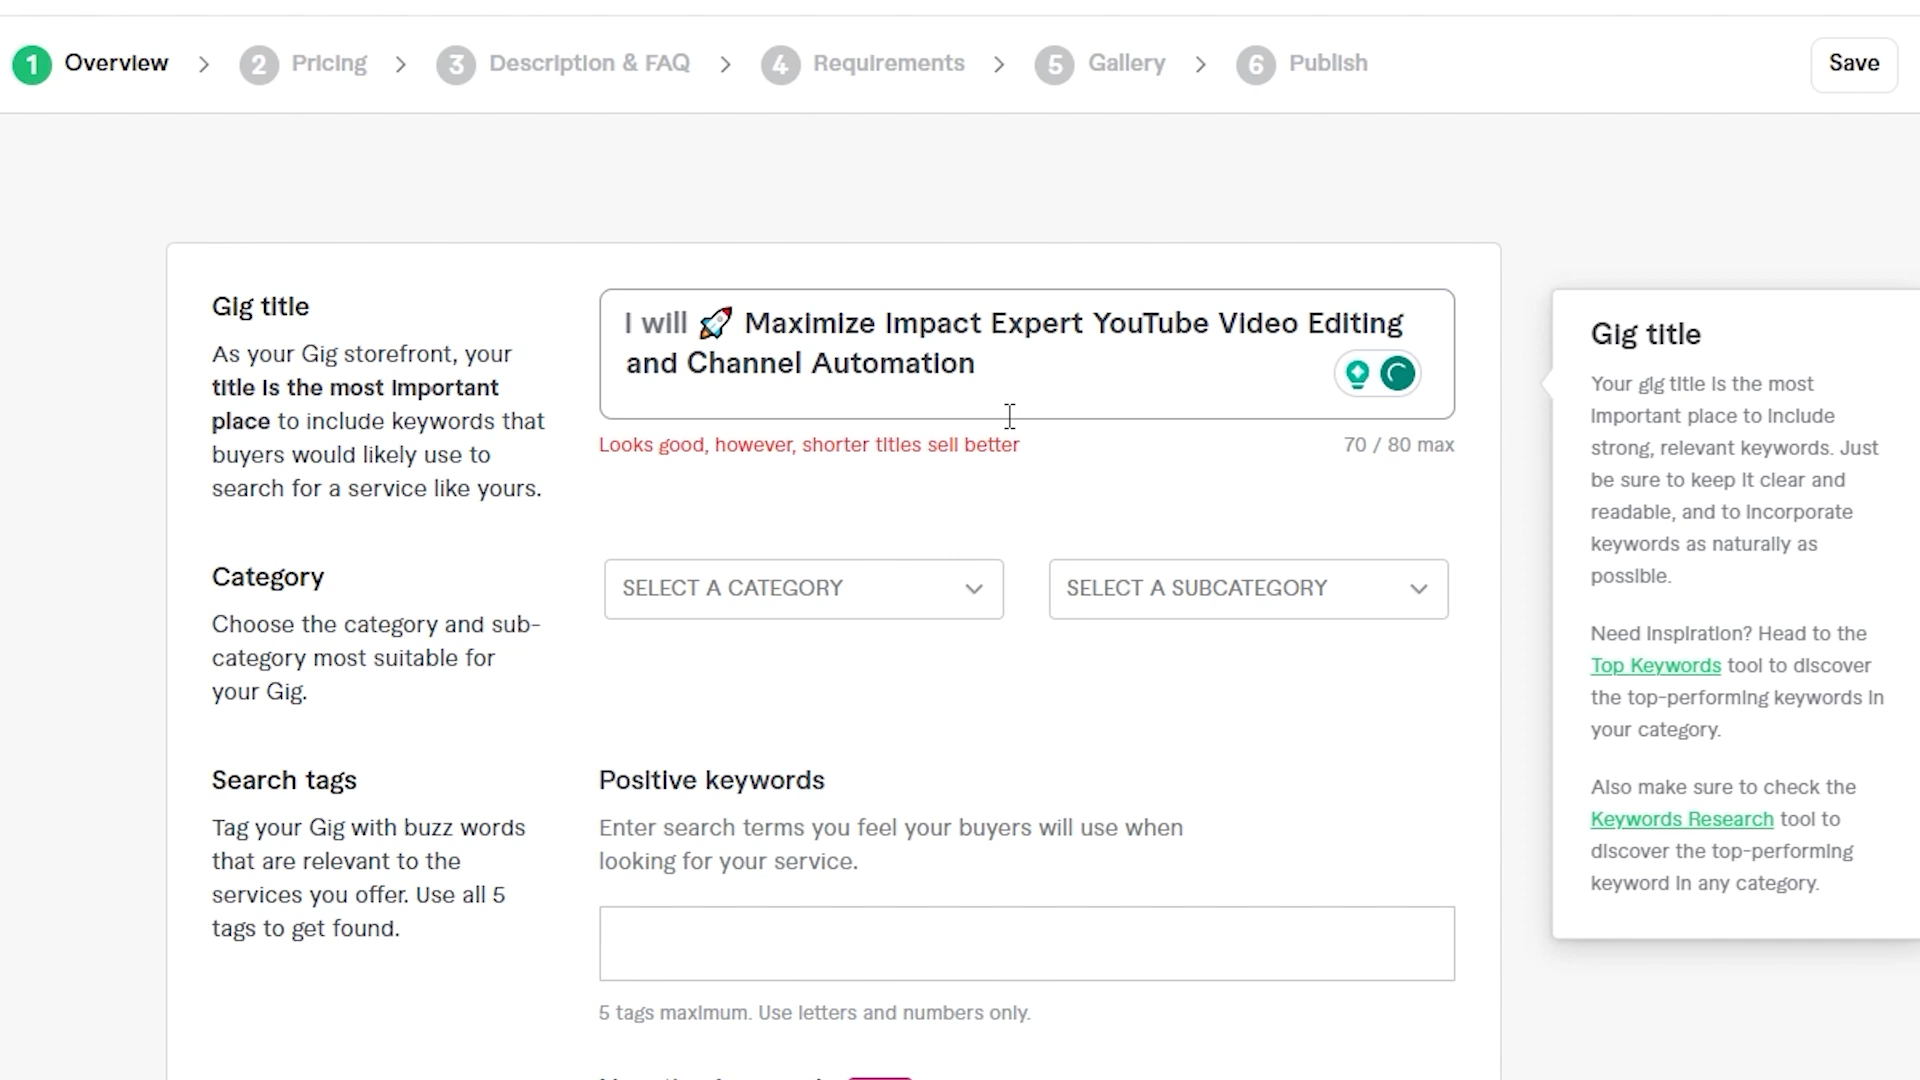 1 Overview > 2 Pricing > 3 Description & FAQ > 4 Requirements > 5 Gallery > 6 Publish
Save
Gig title
As your Gig storefront, your
title is the most important
place to include keywords that
buyers would likely use to
search for a service like yours.
I will 🚀 Maximize Impact Expert YouTube Video Editing
and Channel Automation
Looks good, however, shorter titles sell better
70 / 80 max
Category
Choose the category and sub-
category most suitable for
your Gig.
SELECT A CATEGORY
SELECT A SUBCATEGORY
Search tags
Tag your Gig with buzz words
that are relevant to the
services you offer. Use all 5
tags to get found.
Positive keywords
Enter search terms you feel your buyers will use when
looking for your service.
5 tags maximum. Use letters and numbers only.
Gig title
Your gig title is the most
important place to include
strong, relevant keywords. Just
be sure to keep it clear and
readable, and to incorporate
keywords as naturally as
possible.
Need inspiration? Head to the
Top Keywords tool to discover
the top-performing keywords in
your category.
Also make sure to check the
Keywords Research tool to
discover the top-performing
keyword in any category.